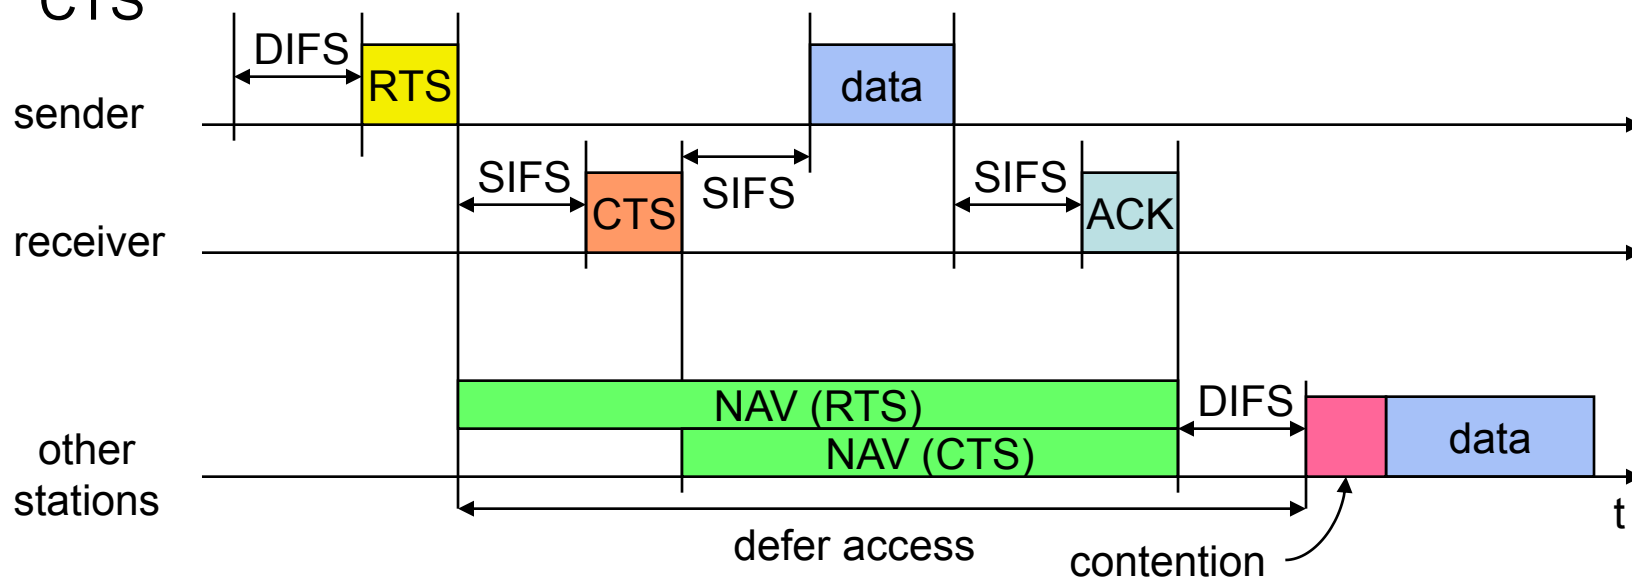 CTS
DIFS
RTS
data
sender
SIFS
CTS
SIFS
SIFS
ACK
receiver
NAV (RTS)
DIFS
NAV (CTS)
data
other
stations
t
defer access
contention